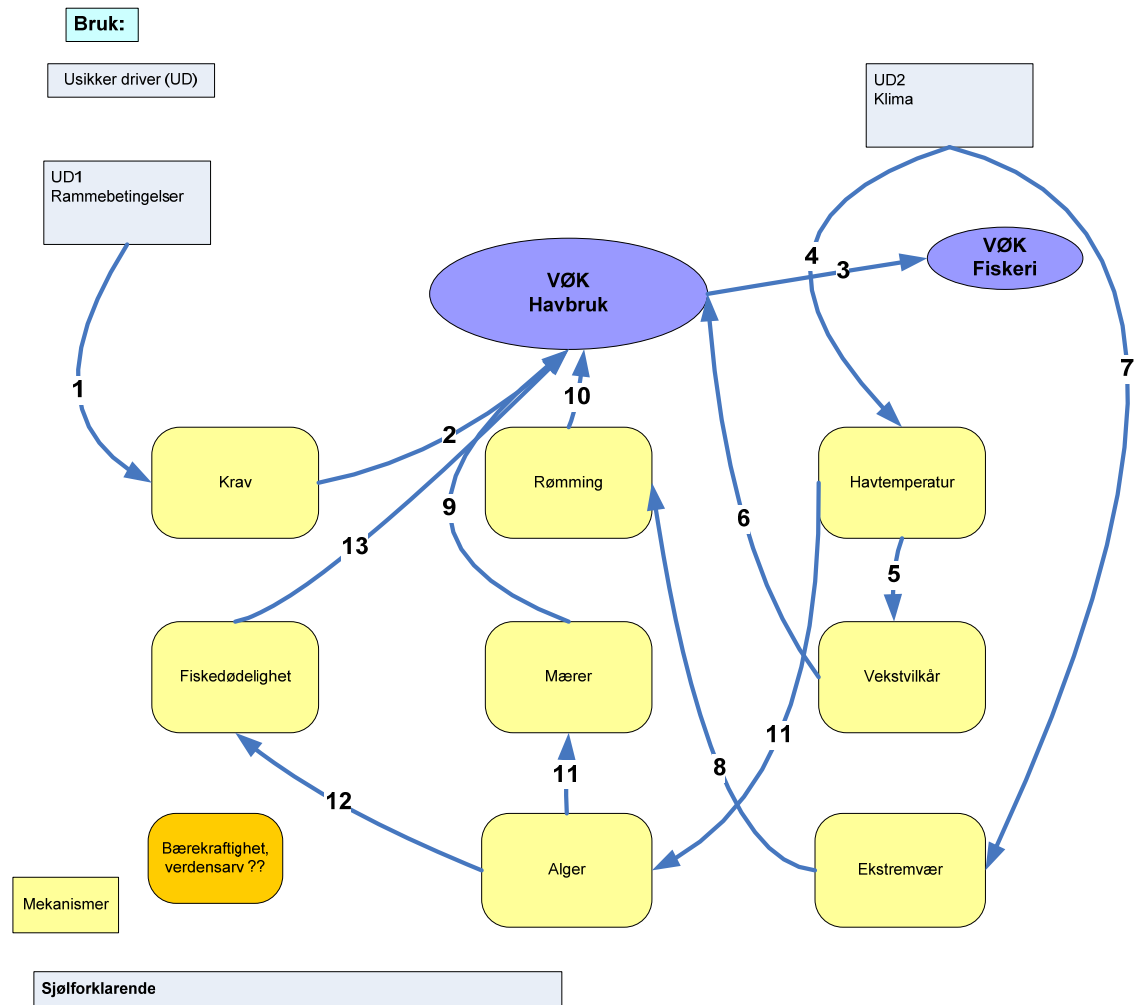 Bruk:
Usikker driver (UD)
UD2
Klima
UD1
Rammebetingelser
VØK
Havbruk
VØK
Fiskeri
4
3
7
1
10
2
Krav
Rømming
Havtemperatur
9
6
13
5
Fiskedødelighet
Mærer
Vekstvilkår
11
11
8
12
Bærekraftighet,
verdensarv ??
Alger
Ekstremvær
Mekanismer
Sjølforklarende